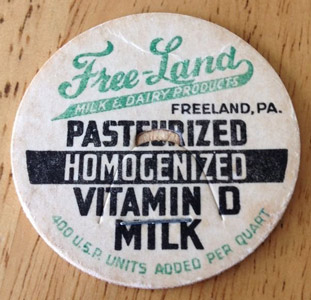 Free-Land
MILK & DAIRY PRODUCTS
FREELAND, PA.
PASTEURIZED
HOMOGENIZED
VITAMIN D
MILK
400 U.S.P. UNITS ADDED PER QUART